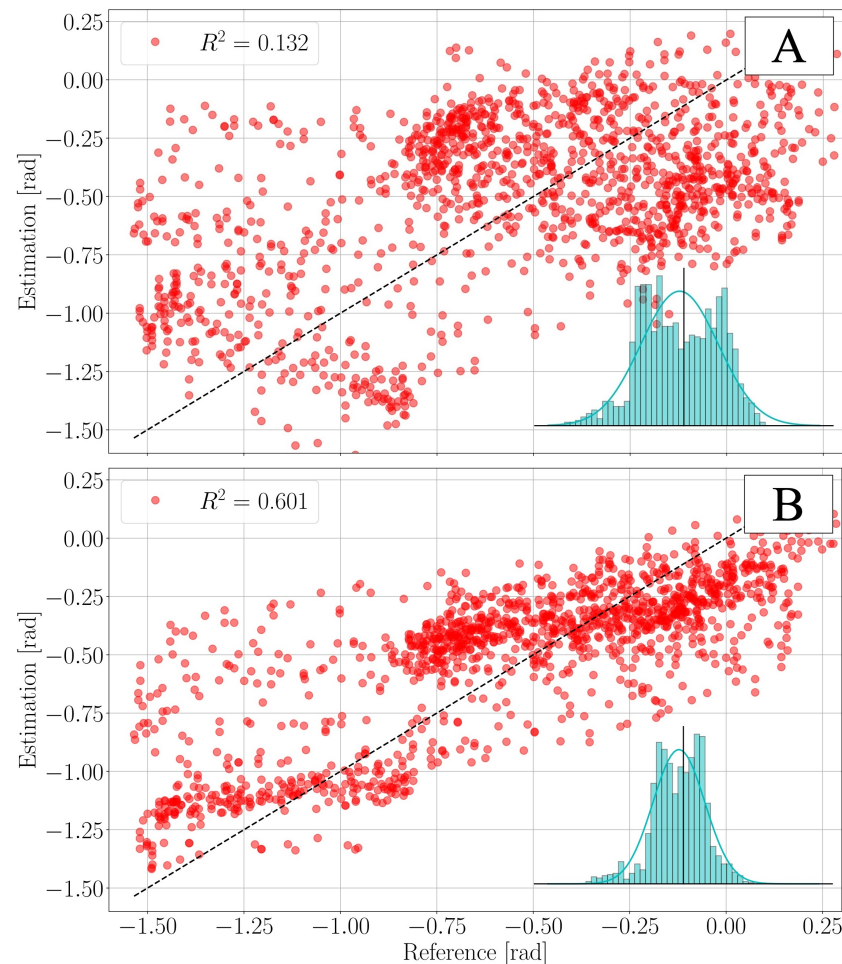 0.25
R² = 0.132
A
0.00
−0.25
−0.50
−0.75
−1.00
−1.25
−1.50
Estimation [rad]
0.25
R² = 0.601
B
0.00
−0.25
−0.50
−0.75
−1.00
−1.25
−1.50
Estimation [rad]
−1.50 −1.25 −1.00 −0.75 −0.50 −0.25 0.00 0.25
Reference [rad]